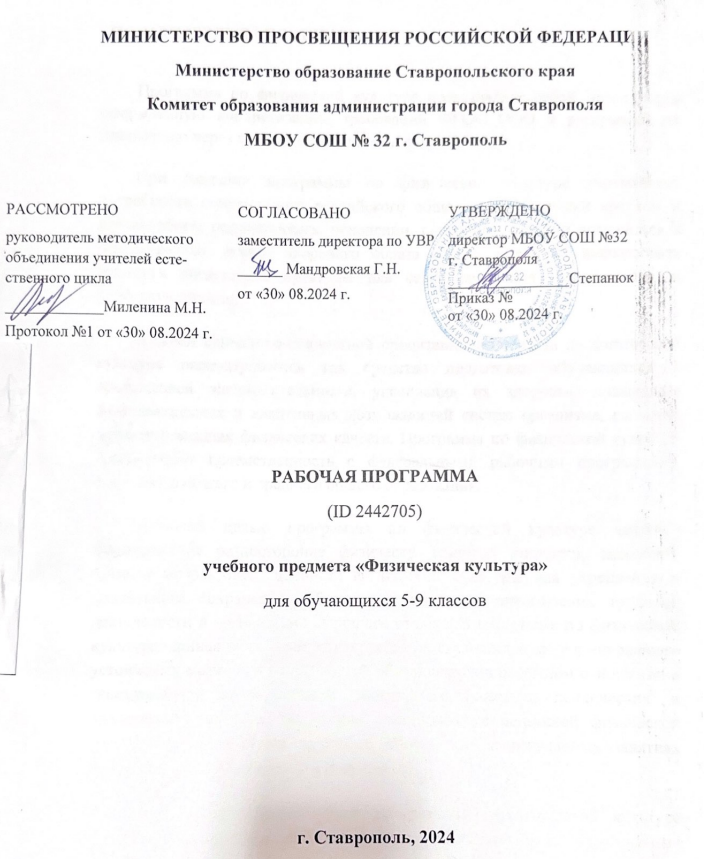 МИНИСТЕРСТВО ПРОСВЕЩЕНИЯ РОССИЙСКОЙ ФЕДЕРАЦИ
Министерство образование Ставропольского края
Комитет образования администрации города Ставрополя
МБОУ СОШ № 32 г. Ставрополь
РАССМОТРЕНО
руководитель методического
объединения учителей есте-
ственного цикла
Миленина М.Н.
Протокол №1 от «30» 08.2024 г.
СОГЛАСОВАНО
заместитель директора по УВР
Мандровская Г.Н.
от «30» 08.2024 г.
УТВЕРЖДЕНО
директор МБОУ СОШ №32
г. Ставрополя
Степанюк Ю.Ю.
Приказ №
от «30» 08.2024 г.
РАБОЧАЯ ПРОГРАММА
(ID 2442705)
учебного предмета «Физическая культура»
для обучающихся 5-9 классов
г. Ставрополь, 2024